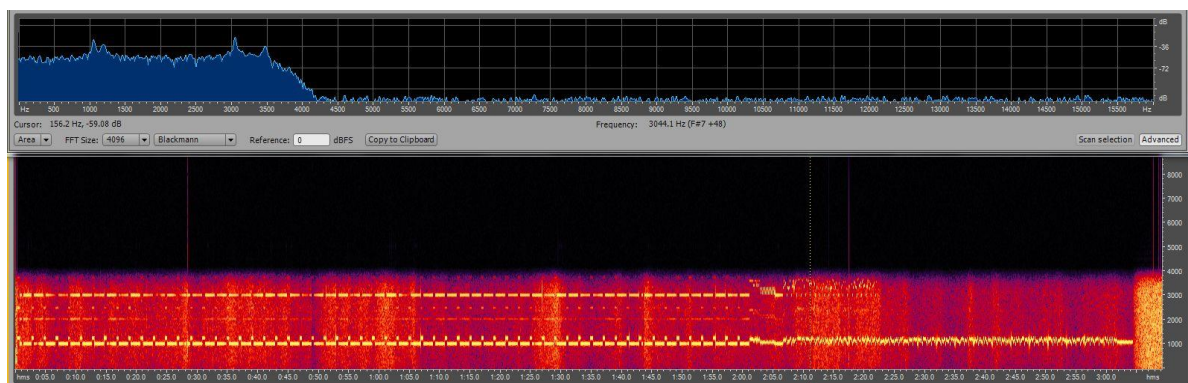 dB
-36
-72
dB
Hz 500 1000 1500 2000 2500 3000 3500 4000 4500 5000 5500 6000 6500 7000 7500 8000 8500 9000 9500 10000 10500 11000 11500 12000 12500 13000 13500 14000 14500 15000 15500 Hz
Cursor: 156.2 Hz, -59.08 dB Frequency: 3044.1 Hz (F#7 +48)
Area FFT Size: 4096 Blackmann Reference: 0 dBFS Copy to Clipboard Scan selection Advanced
8000
7000
6000
5000
4000
3000
2000
1000
hms 0:05.0 0:10.0 0:15.0 0:20.0 0:25.0 0:30.0 0:35.0 0:40.0 0:45.0 0:50.0 0:55.0 1:00.0 1:05.0 1:10.0 1:15.0 1:20.0 1:25.0 1:30.0 1:35.0 1:40.0 1:45.0 1:50.0 1:55.0 2:00.0 2:05.0 2:10.0 2:15.0 2:20.0 2:25.0 2:30.0 2:35.0 2:40.0 2:45.0 2:50.0 2:55.0 3:00.0 hms